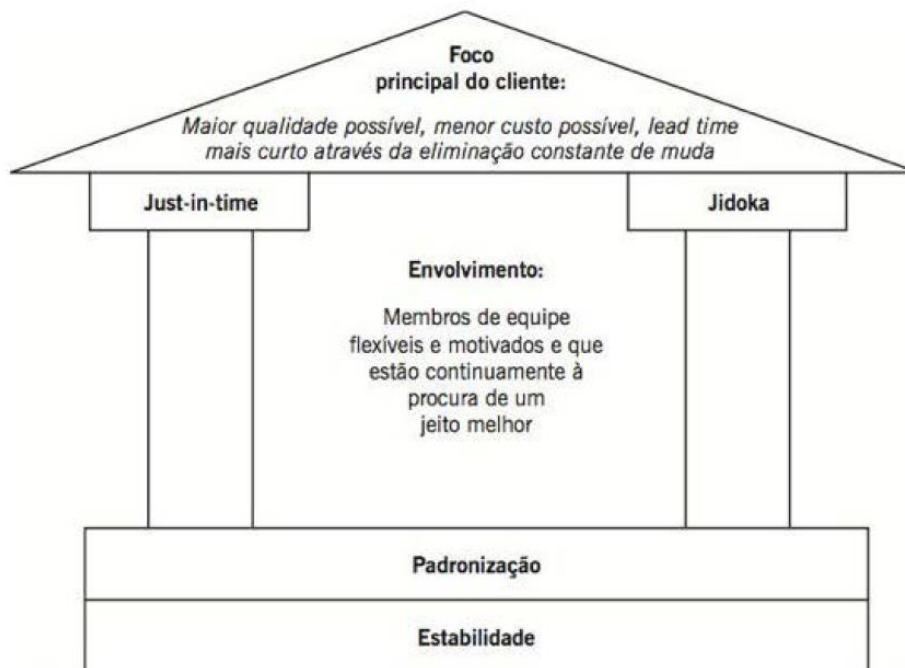 Foco
principal do cliente:
Maior qualidade possível, menor custo possível, lead time
mais curto através da eliminação constante de muda
Just-in-time
Jidoka
Envolvimento:
Membros de equipe
flexíveis e motivados e que
estão continuamente à
procura de um
jeito melhor
Padronização
Estabilidade